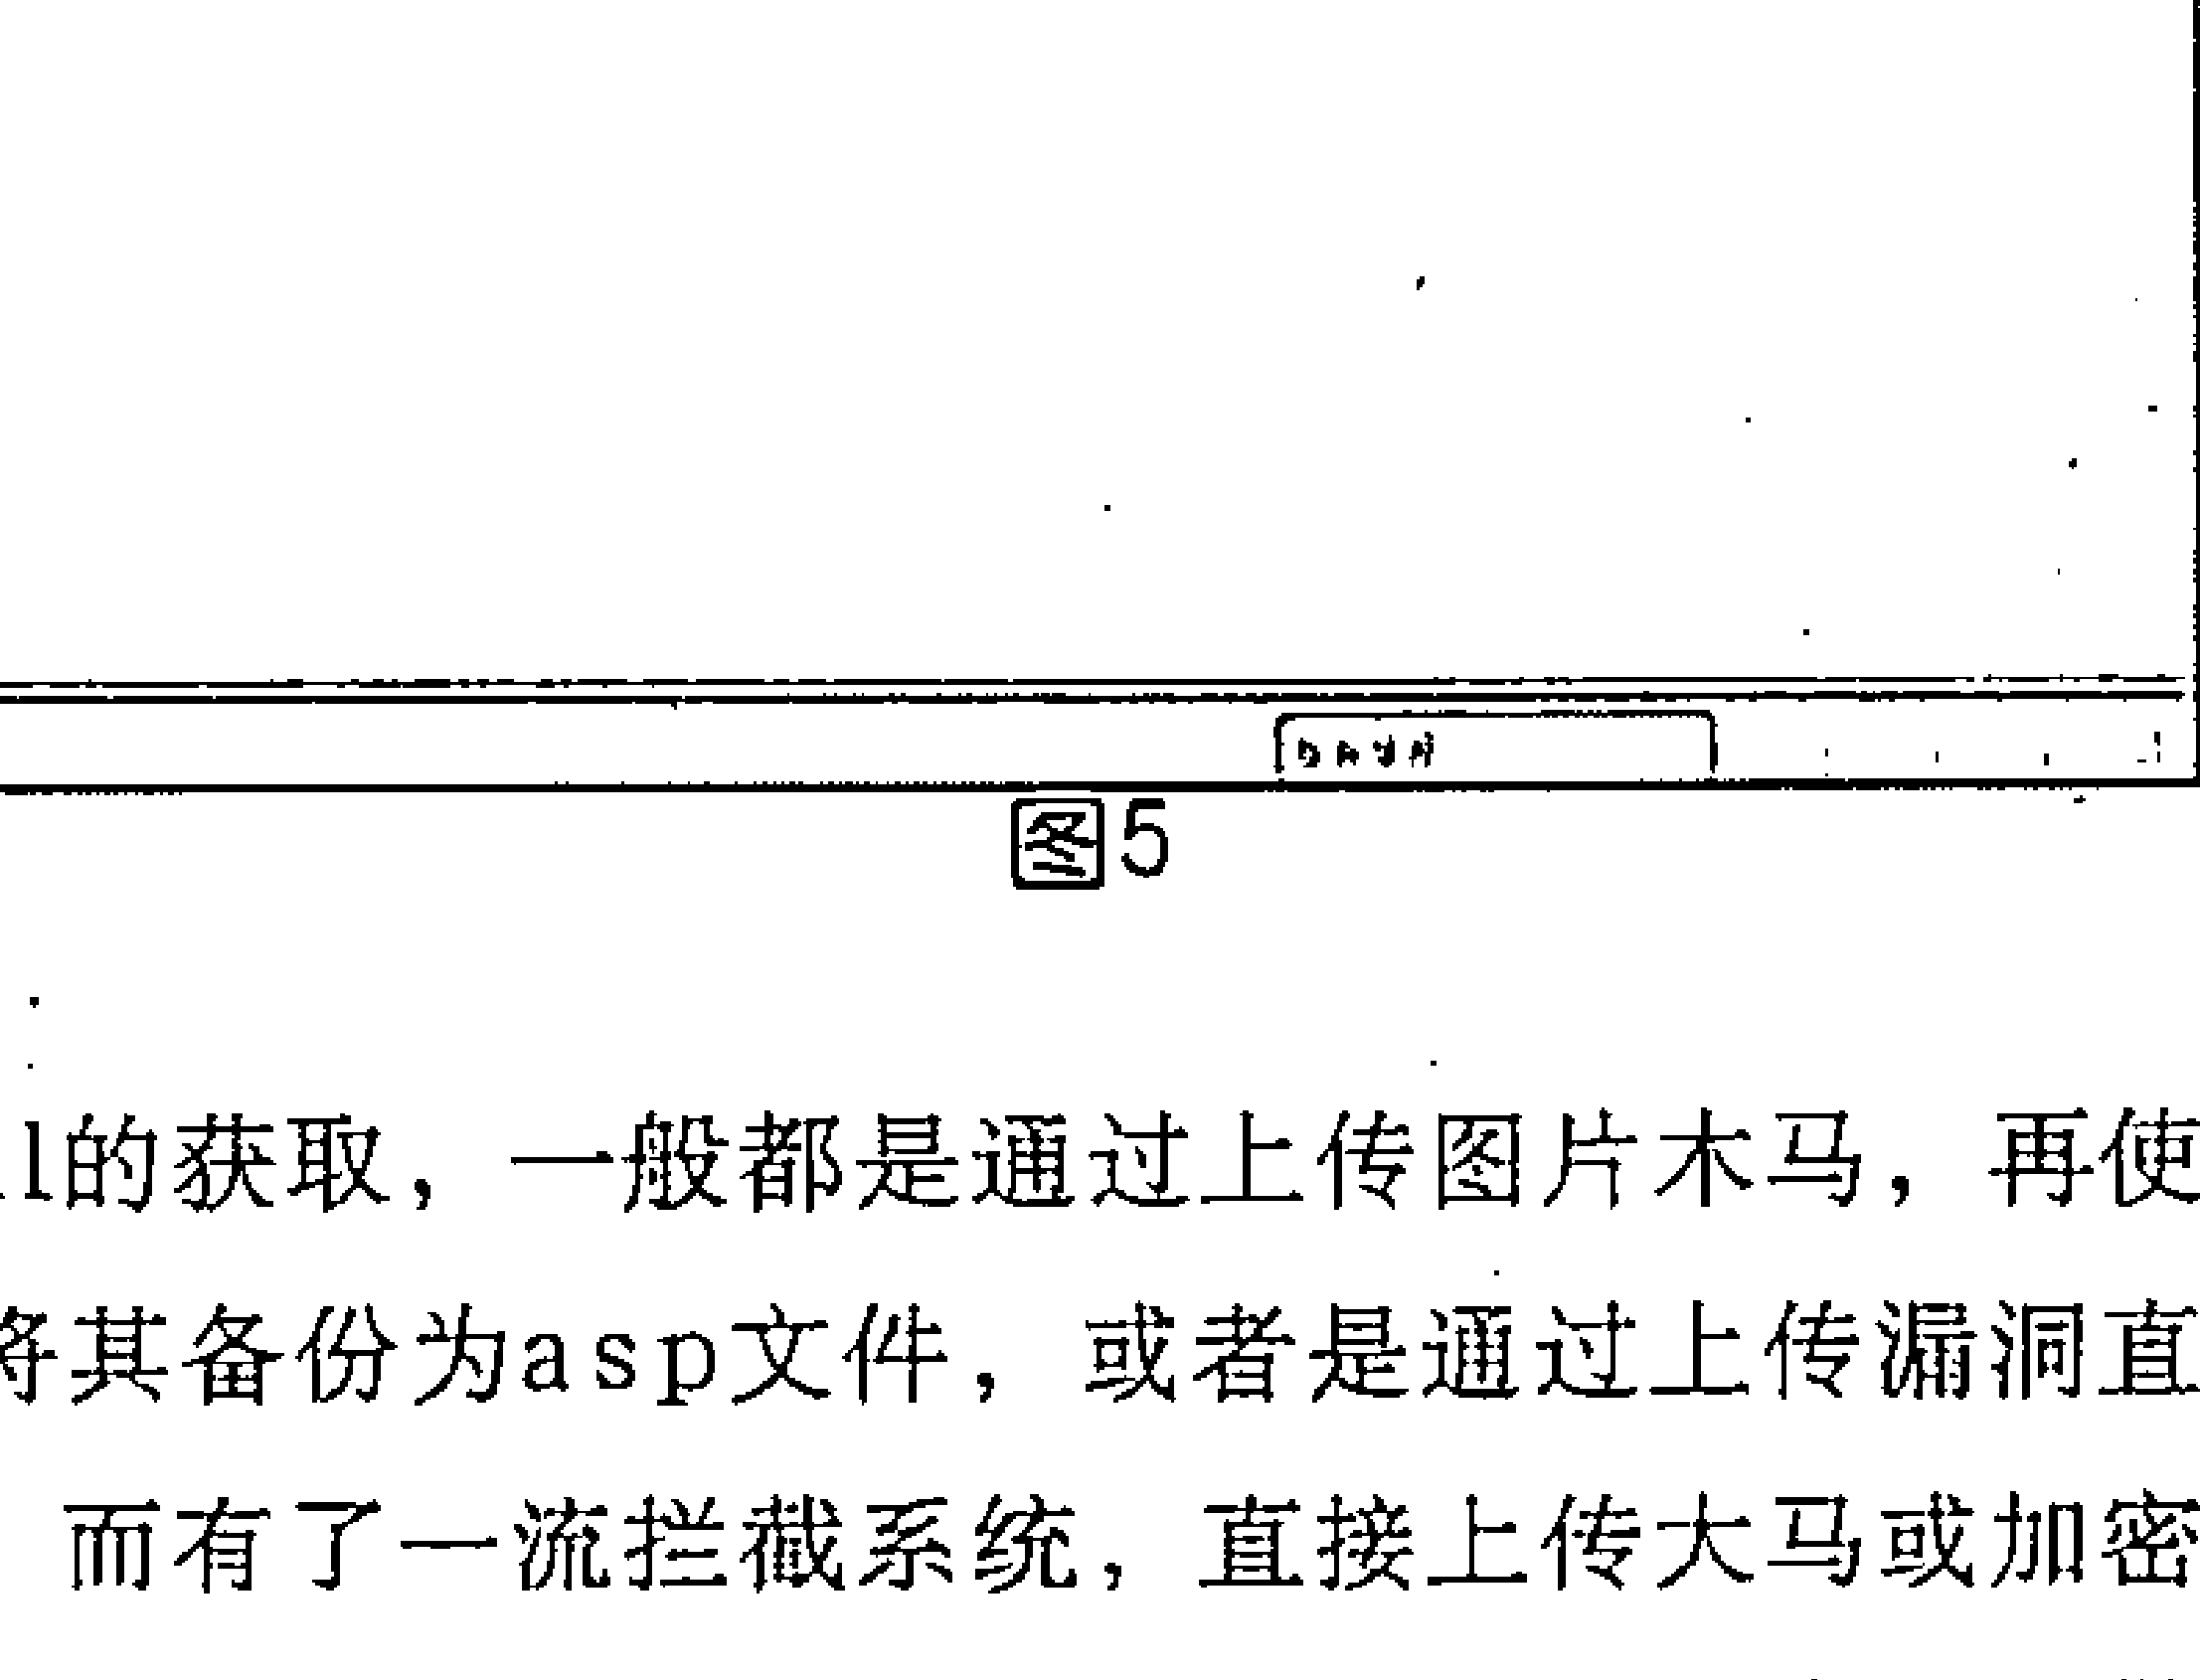 图5
l的获取，一般都是通过上传图片木马，再使
将其备份为asp文件，或者是通过上传漏洞直
而有了一流拦截系统，直接上传大马或加密